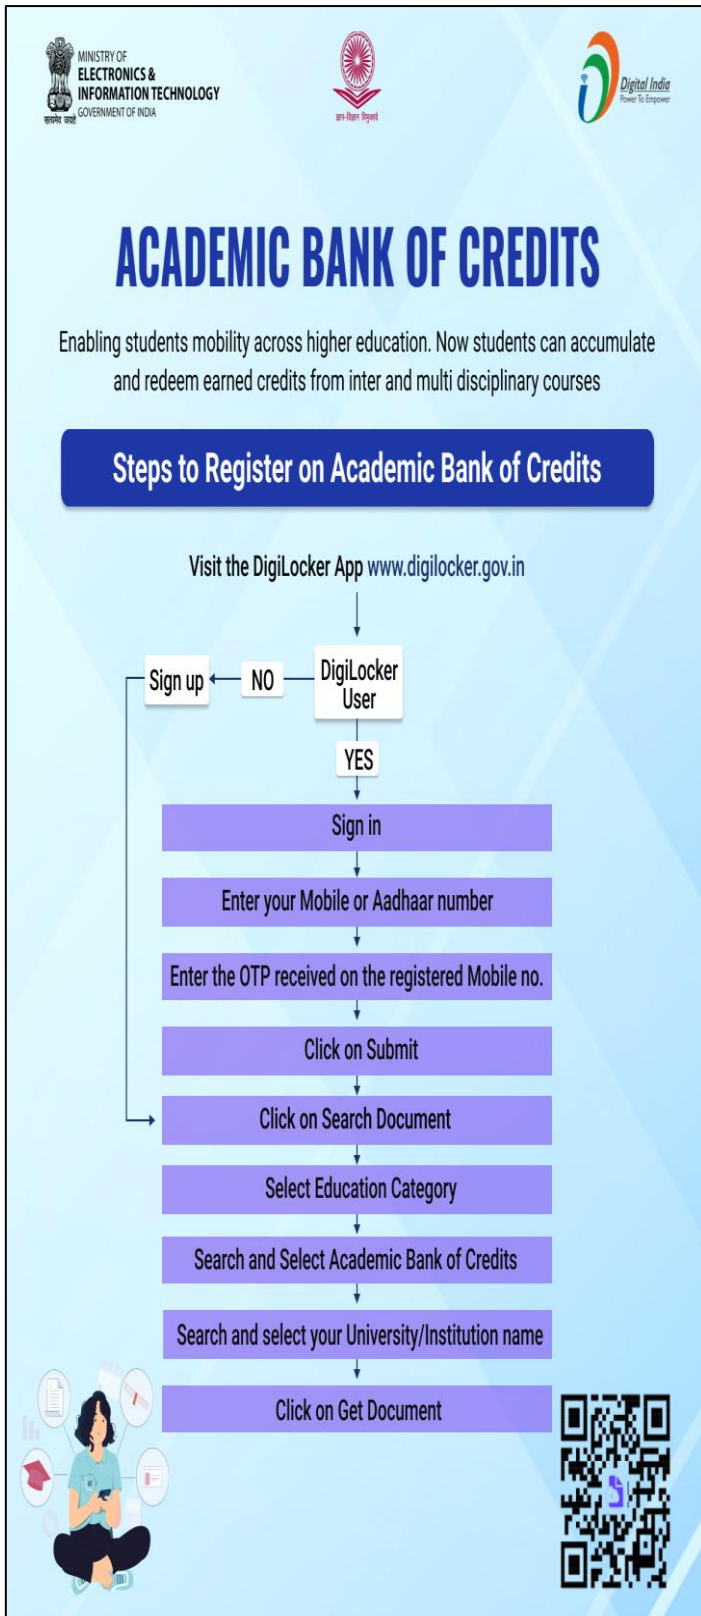 MINISTRY OF
ELECTRONICS &
INFORMATION TECHNOLOGY
GOVERNMENT OF INDIA
सत्यमेव जयते
ज्ञान-विज्ञान विमुक्तये
Digital India
Power To Empower
ACADEMIC BANK OF CREDITS
Enabling students mobility across higher education. Now students can accumulate
and redeem earned credits from inter and multi disciplinary courses
Steps to Register on Academic Bank of Credits
Visit the DigiLocker App www.digilocker.gov.in
Sign up
NO
DigiLocker
User
YES
Sign in
Enter your Mobile or Aadhaar number
Enter the OTP received on the registered Mobile no.
Click on Submit
Click on Search Document
Select Education Category
Search and Select Academic Bank of Credits
Search and select your University/Institution name
Click on Get Document